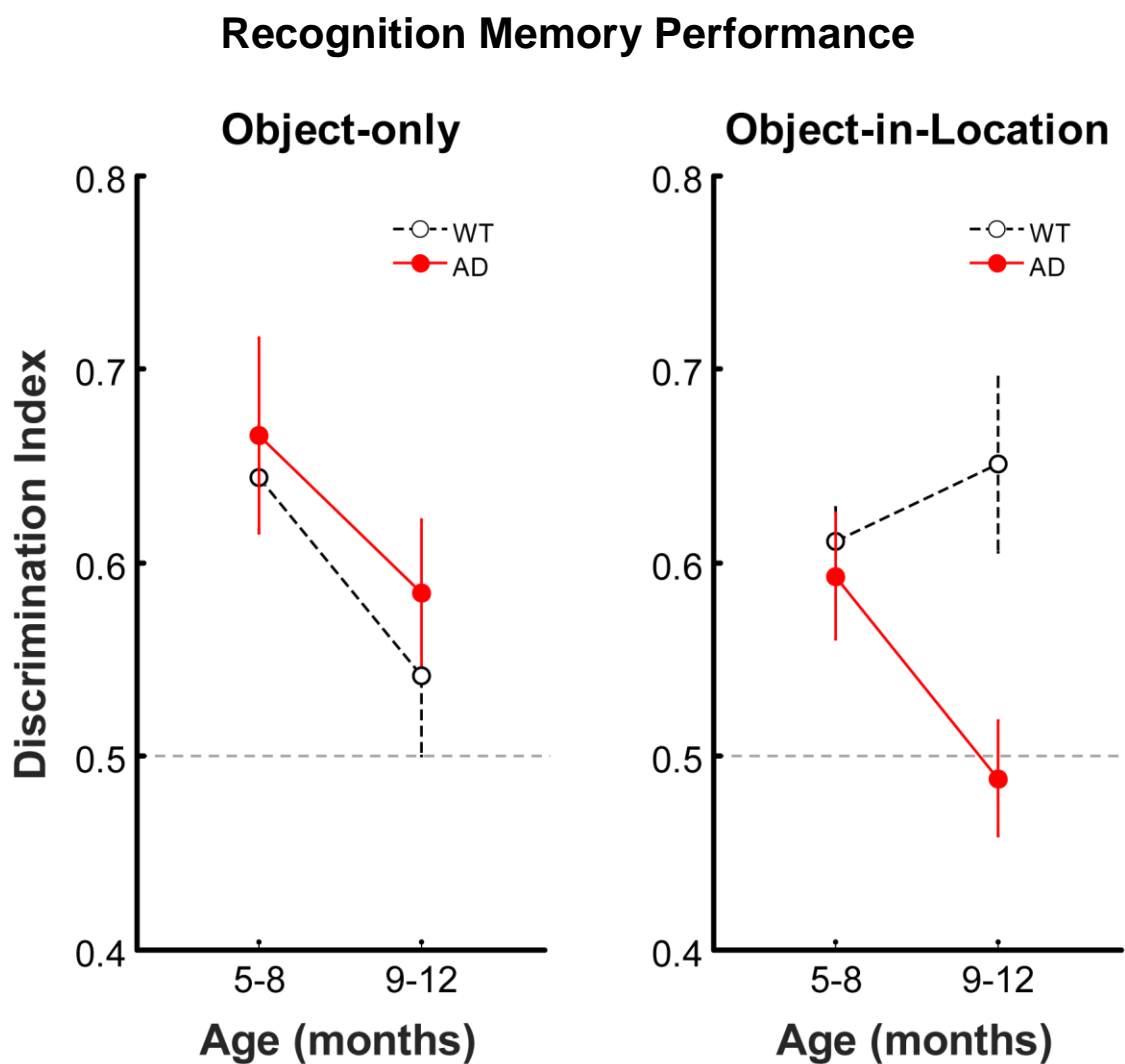 Recognition Memory Performance
Object-only
Object-in-Location
Discrimination Index
0.8
0.7
0.6
0.5
0.4
WT
AD
5-8
9-12
Age (months)
0.8
0.7
0.6
0.5
0.4
WT
AD
5-8
9-12
Age (months)